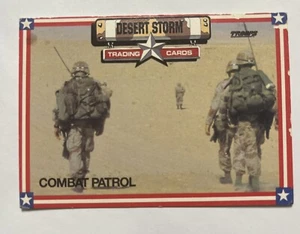 DESERT STORM
TRADING CARDS
COMBAT PATROL